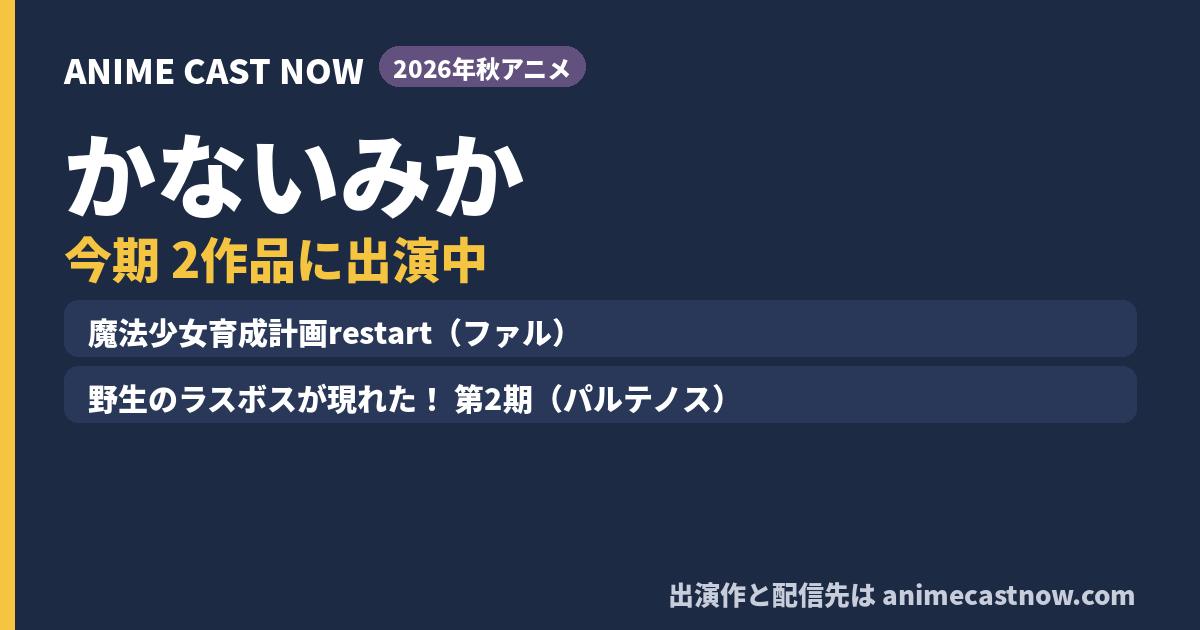 ANIME CAST NOW 2026年秋アニメ
かないみか
今期 2作品に出演中
魔法少女育成計画restart（ファル）
野生のラスボスが現れた！ 第2期（パルテノス）
出演作と配信先は animecastnow.com